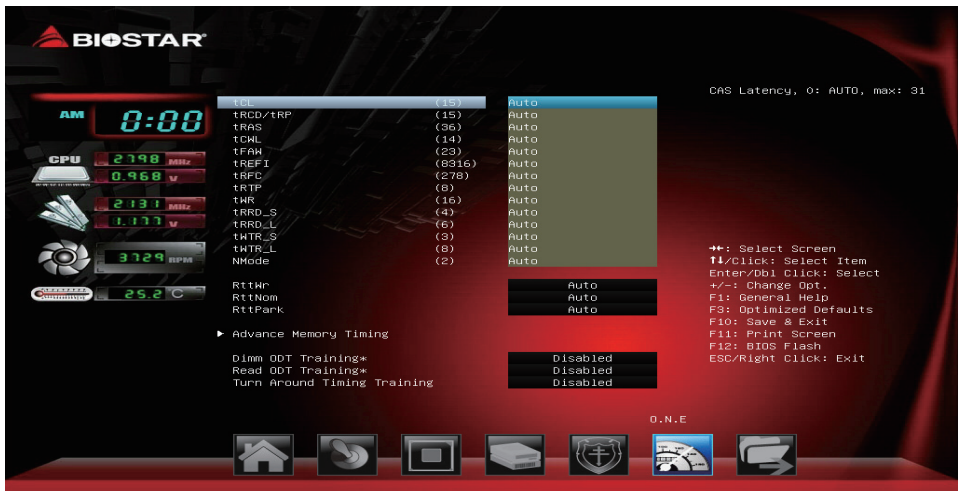 BIOSTAR
CAS Latency, 0: AUTO, max: 31
AM 0:00
CPU 2798 MHz
0.968 V
2131 MHz
1.177 V
3729 RPM
25.2 C
tCL (15) Auto
tRCD/tRP (15) Auto
tRAS (36) Auto
tCWL (14) Auto
tFAW (23) Auto
tREFI (8316) Auto
tRFC (278) Auto
tRTP (8) Auto
tWR (16) Auto
tRRD_S (4) Auto
tRRD_L (6) Auto
tWTR_S (3) Auto
tWTR_L (8) Auto
NMode (2) Auto
RttWr Auto
RttNom Auto
RttPark Auto
Advance Memory Timing
Dimm ODT Training* Disabled
Read ODT Training* Disabled
Turn Around Timing Training Disabled
→←: Select Screen
↑↓/Click: Select Item
Enter/Dbl Click: Select
+/-: Change Opt.
F1: General Help
F3: Optimized Defaults
F10: Save & Exit
F11: Print Screen
F12: BIOS Flash
ESC/Right Click: Exit
O.N.E